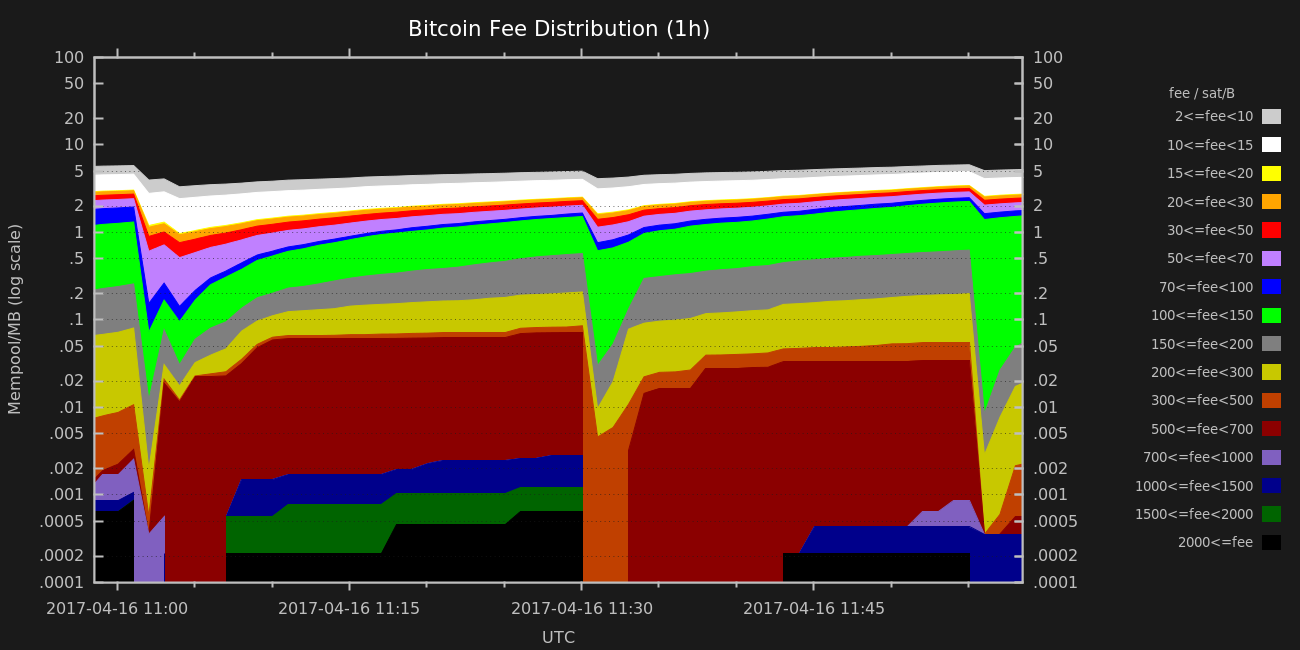 Bitcoin Fee Distribution (1h)
100
50
20
10
5
2
1
.5
.2
.1
.05
.02
.01
.005
.002
.001
.0005
.0002
.0001
Mempool/MB (log scale)
100
50
20
10
5
2
1
.5
.2
.1
.05
.02
.01
.005
.002
.001
.0005
.0002
.0001
fee / sat/B
2<=fee<10
10<=fee<15
15<=fee<20
20<=fee<30
30<=fee<50
50<=fee<70
70<=fee<100
100<=fee<150
150<=fee<200
200<=fee<300
300<=fee<500
500<=fee<700
700<=fee<1000
1000<=fee<1500
1500<=fee<2000
2000<=fee
2017-04-16 11:00 2017-04-16 11:15 2017-04-16 11:30 2017-04-16 11:45
UTC